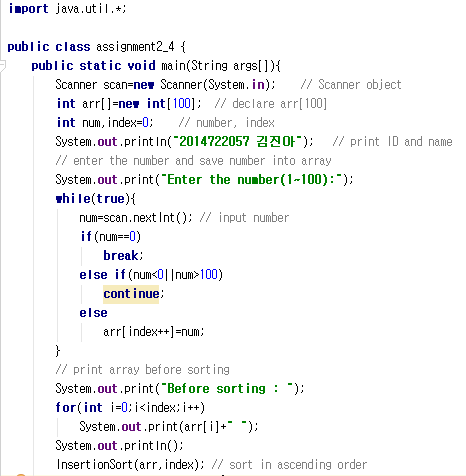 import java.util.*;
public class assignment2_4 {
public static void main(String args[]){
Scanner scan=new Scanner(System.in); // Scanner object
int arr[]=new int[100]; // declare arr[100]
int num,index=0; // number, index
System.out.println("2014722057 김진아"); // print ID and name
// enter the number and save number into array
System.out.print("Enter the number(1~100):");
while(true){
num=scan.nextInt(); // input number
if(num==0)
break;
else if(num<0||num>100)
continue;
else
arr[index++]=num;
}
// print array before sorting
System.out.print("Before sorting : ");
for(int i=0;i<index;i++)
System.out.print(arr[i]+" ");
System.out.println();
InsertionSort(arr,index); // sort in ascending order